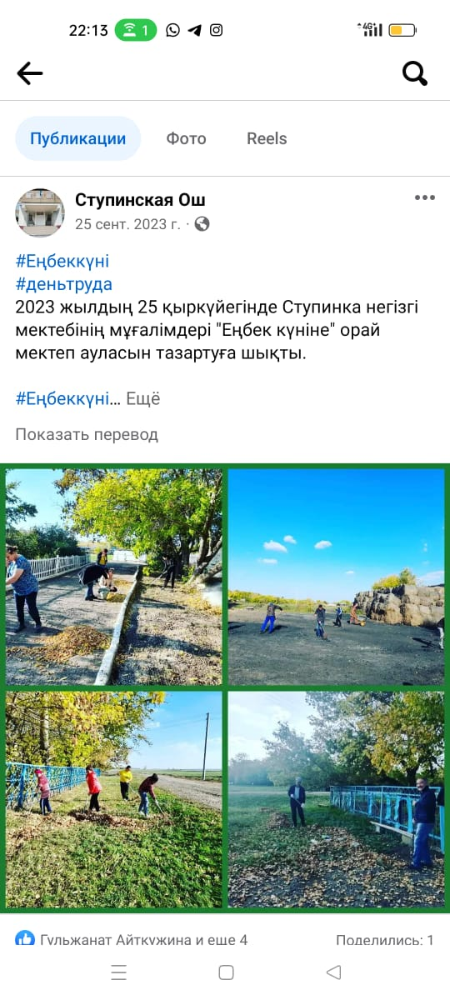 22:13 1 4G+
Публикации Фото Reels
Ступинская Ош
25 сент. 2023 г. ·
#Еңбеккүні
#деньтруда
2023 жылдың 25 қыркүйегінде Ступинка негізгі
мектебінің мұғалімдері "Еңбек күніне" орай
мектеп ауласын тазартуға шықты.
#Еңбеккүні... Ещё
Показать перевод
Гульжанат Айткужина и еще 4 Поделились: 1